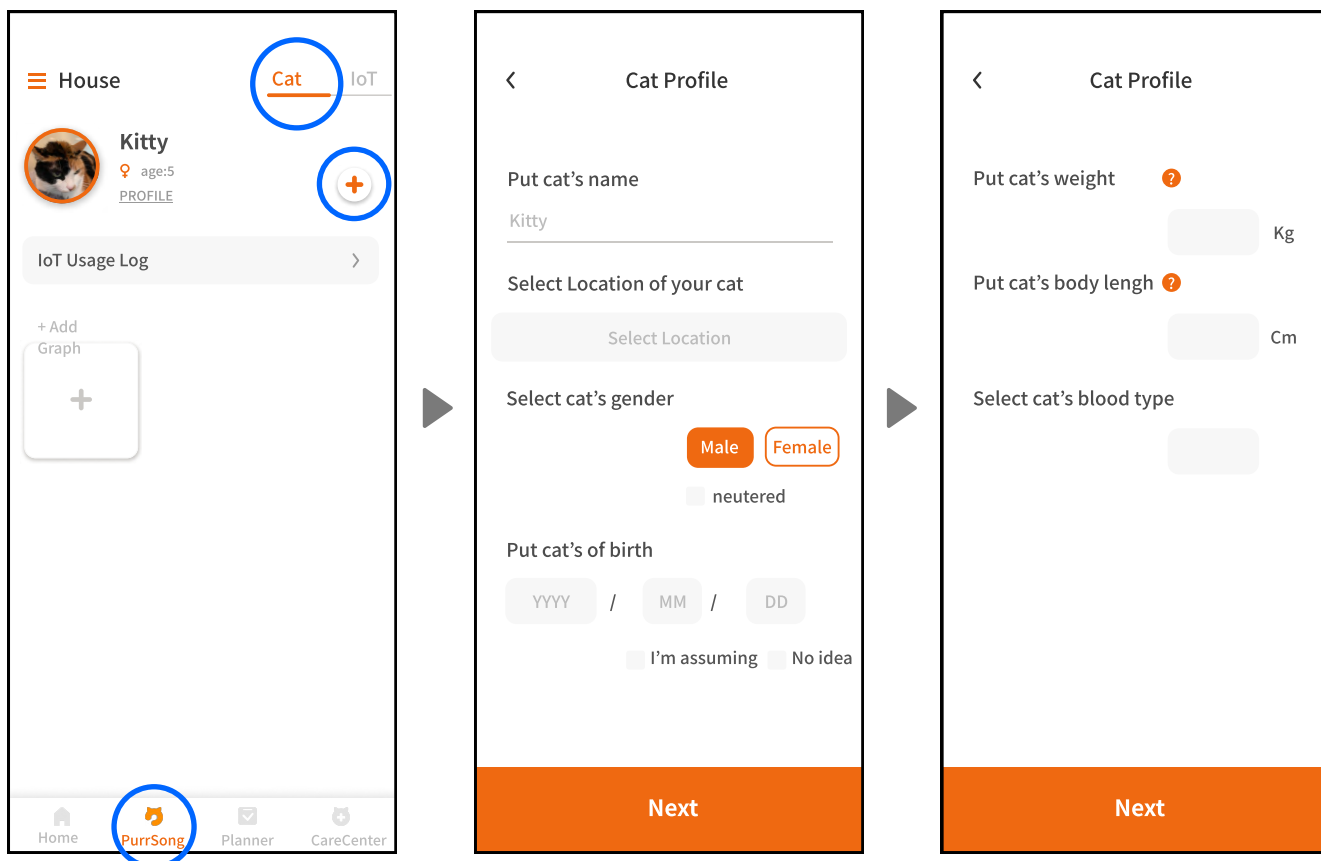 House
Cat
IoT
Kitty
age:5
PROFILE
IoT Usage Log
+ Add
Graph
Home
PurrSong
Planner
CareCenter
Cat Profile
Put cat's name
Kitty
Select Location of your cat
Select Location
Select cat's gender
Male
Female
neutered
Put cat's of birth
YYYY / MM / DD
I'm assuming
No idea
Next
Cat Profile
Put cat's weight ?
Kg
Put cat's body lengh ?
Cm
Select cat's blood type
Next